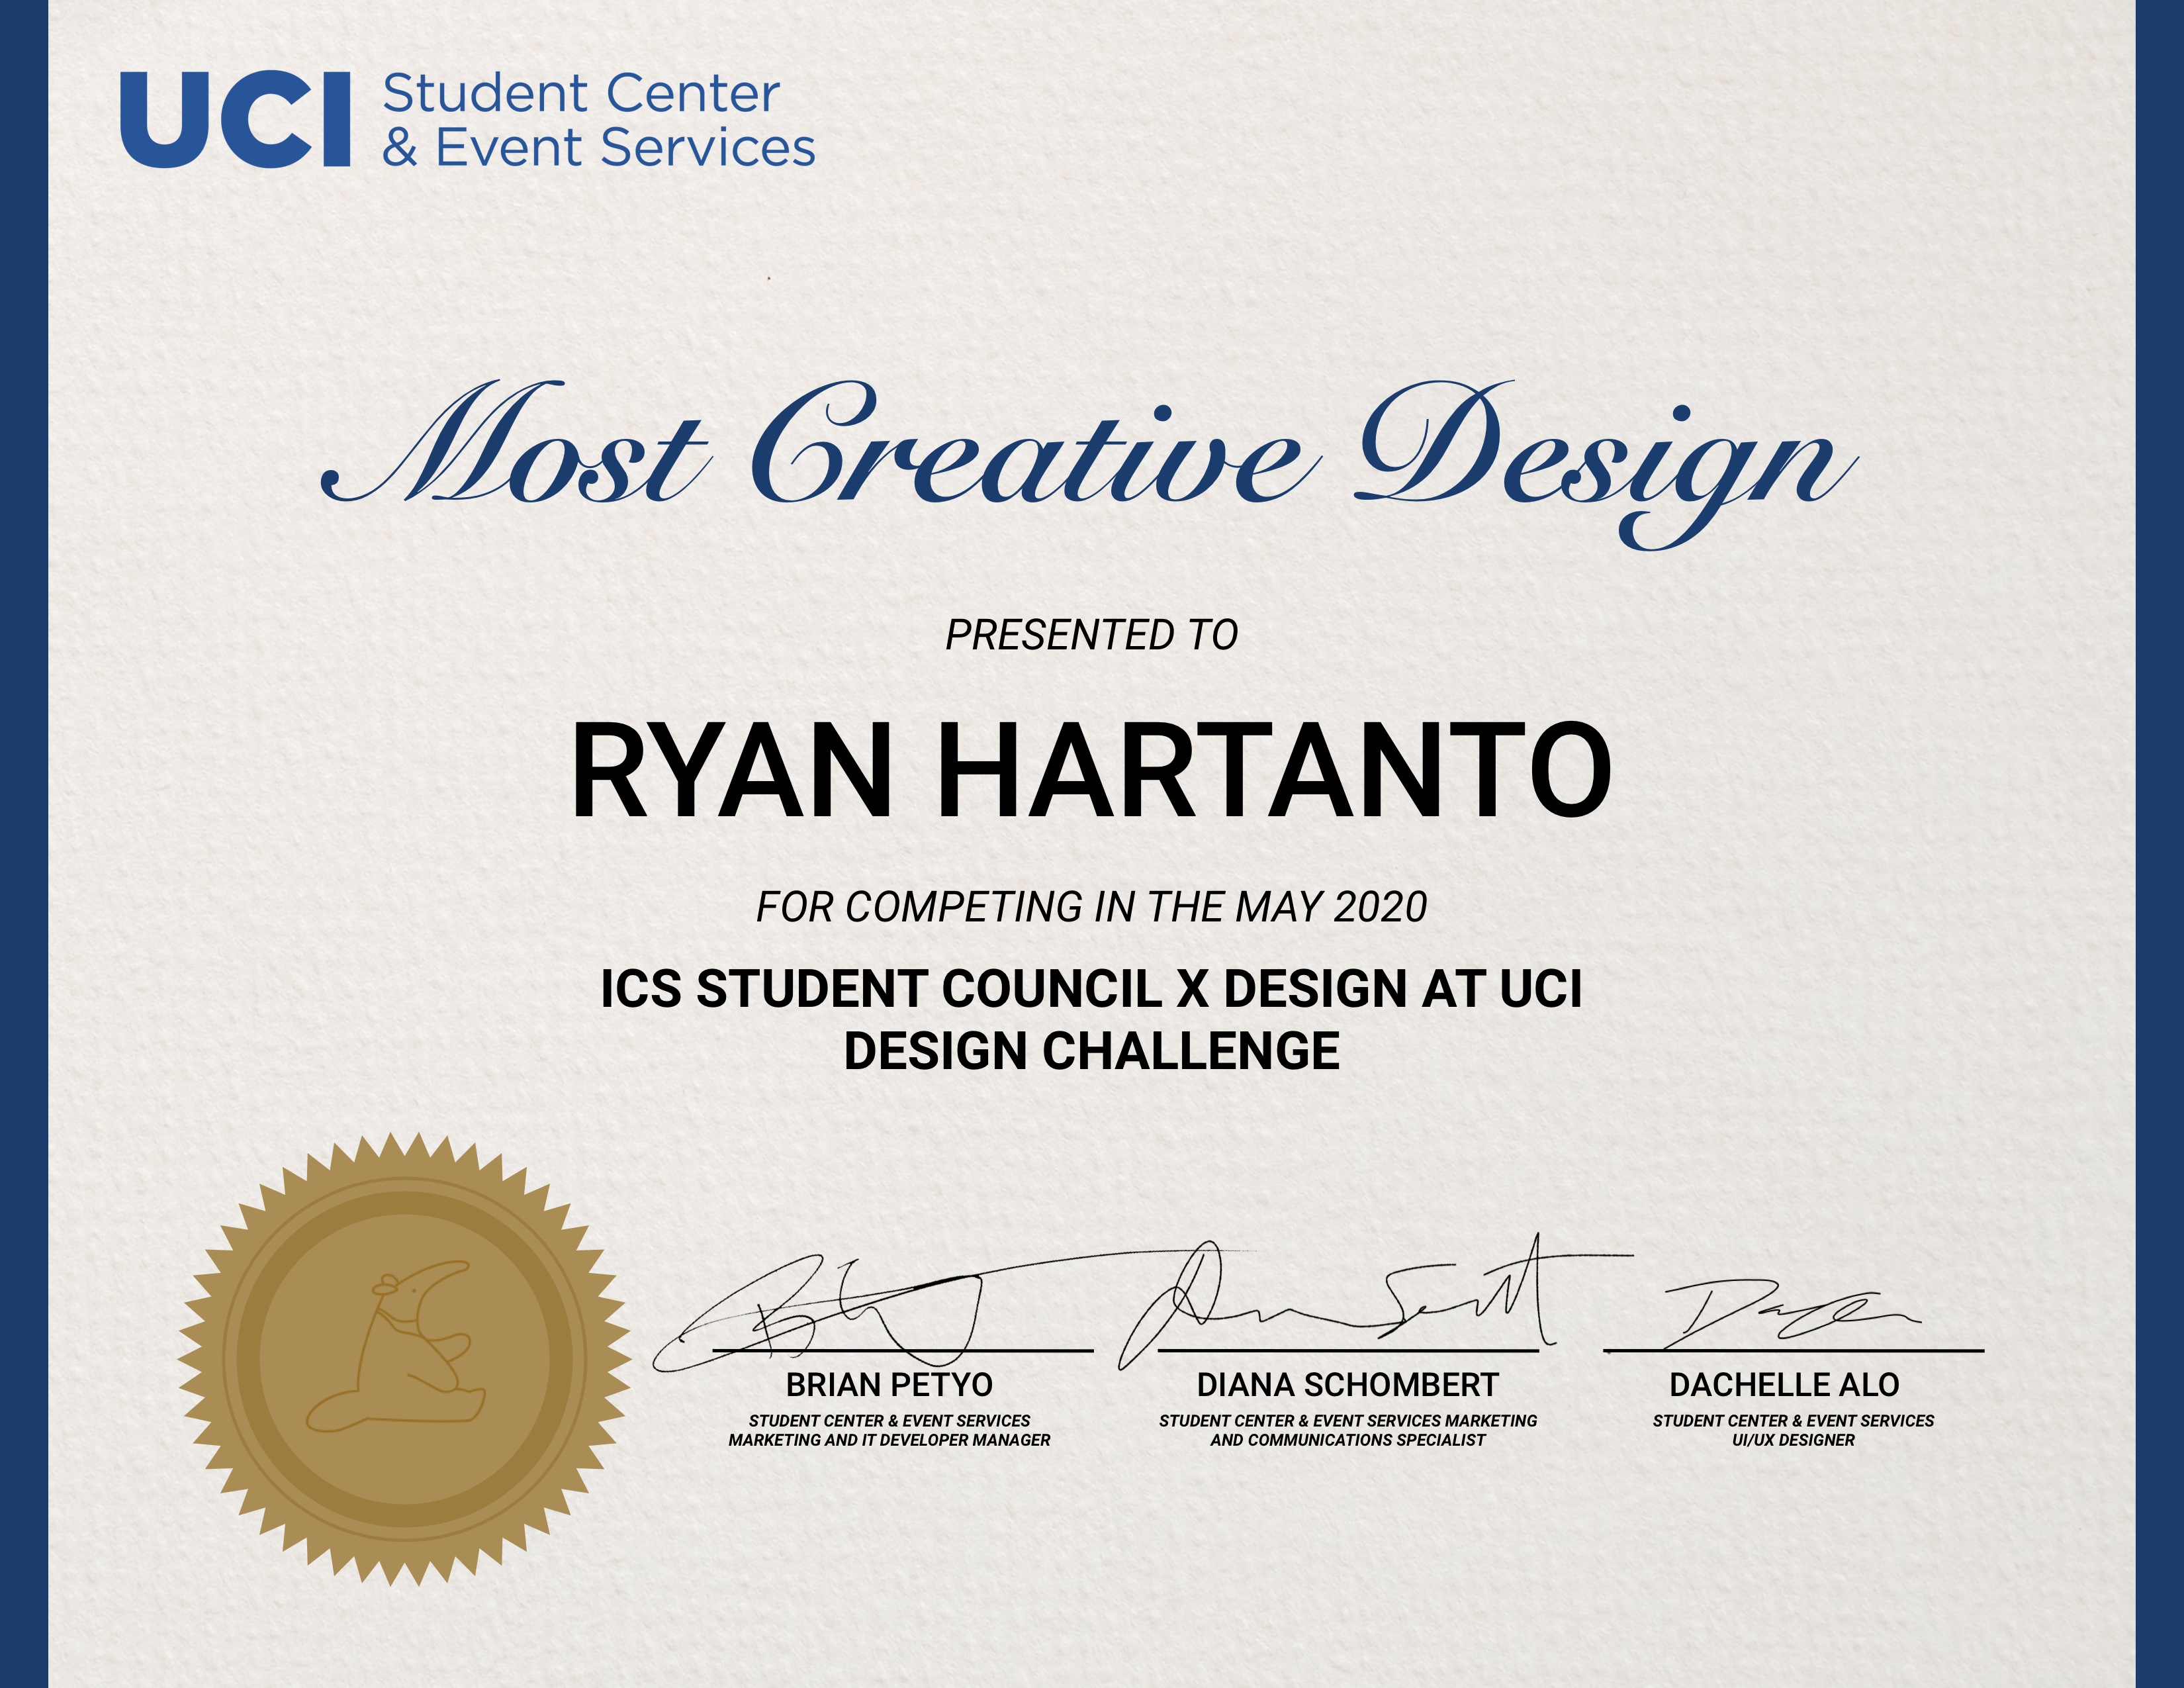 UCI Student Center
& Event Services
Most Creative Design
PRESENTED TO
RYAN HARTANTO
FOR COMPETING IN THE MAY 2020
ICS STUDENT COUNCIL X DESIGN AT UCI
DESIGN CHALLENGE
BRIAN PETYO
STUDENT CENTER & EVENT SERVICES
MARKETING AND IT DEVELOPER MANAGER
DIANA SCHOMBERT
STUDENT CENTER & EVENT SERVICES MARKETING
AND COMMUNICATIONS SPECIALIST
DACHELLE ALO
STUDENT CENTER & EVENT SERVICES
UI/UX DESIGNER